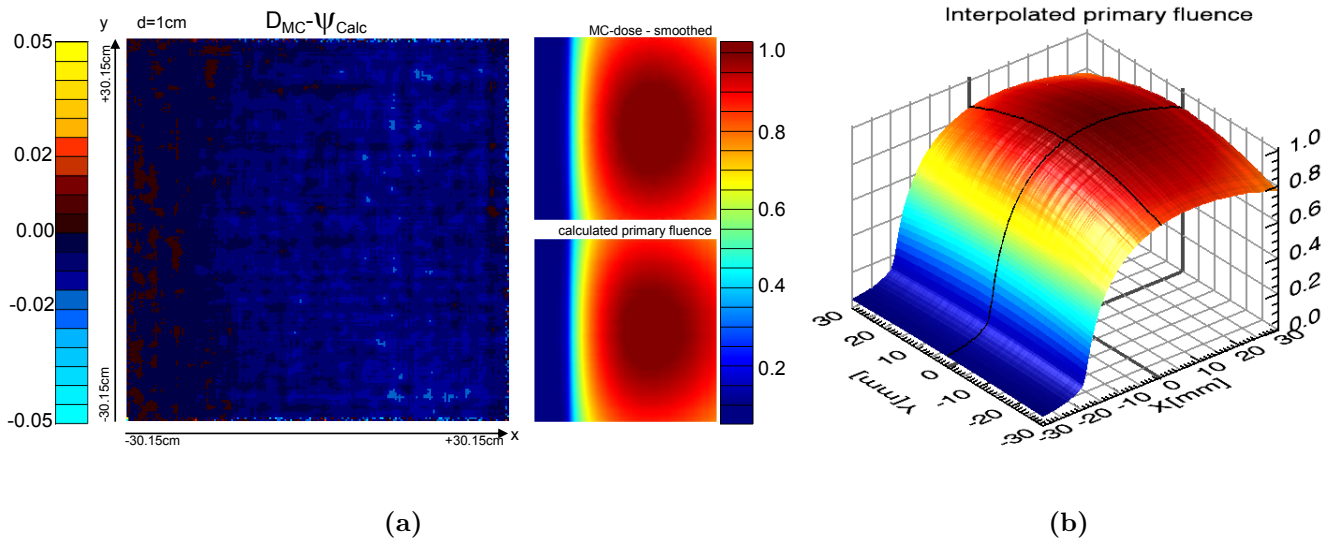 y
d=1cm
D_MC-Ψ_Calc
0.05
0.02
0.00
-0.02
-0.05
+30.15cm
-30.15cm
-30.15cm
+30.15cm
x
MC-dose - smoothed
calculated primary fluence
1.0
0.8
0.6
0.4
0.2
Interpolated primary fluence
1.0
0.8
0.6
0.4
0.2
0.0
30
20
10
0
-10
-20
-30
Y[mm]
-30
-20
-10
0
10
20
30
X[mm]
(a)
(b)